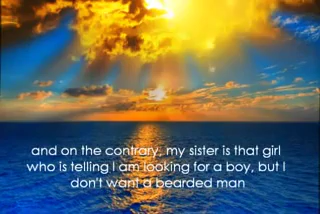 and on the contrary, my sister is that girl
who is telling I am looking for a boy, but I
don't want a bearded man